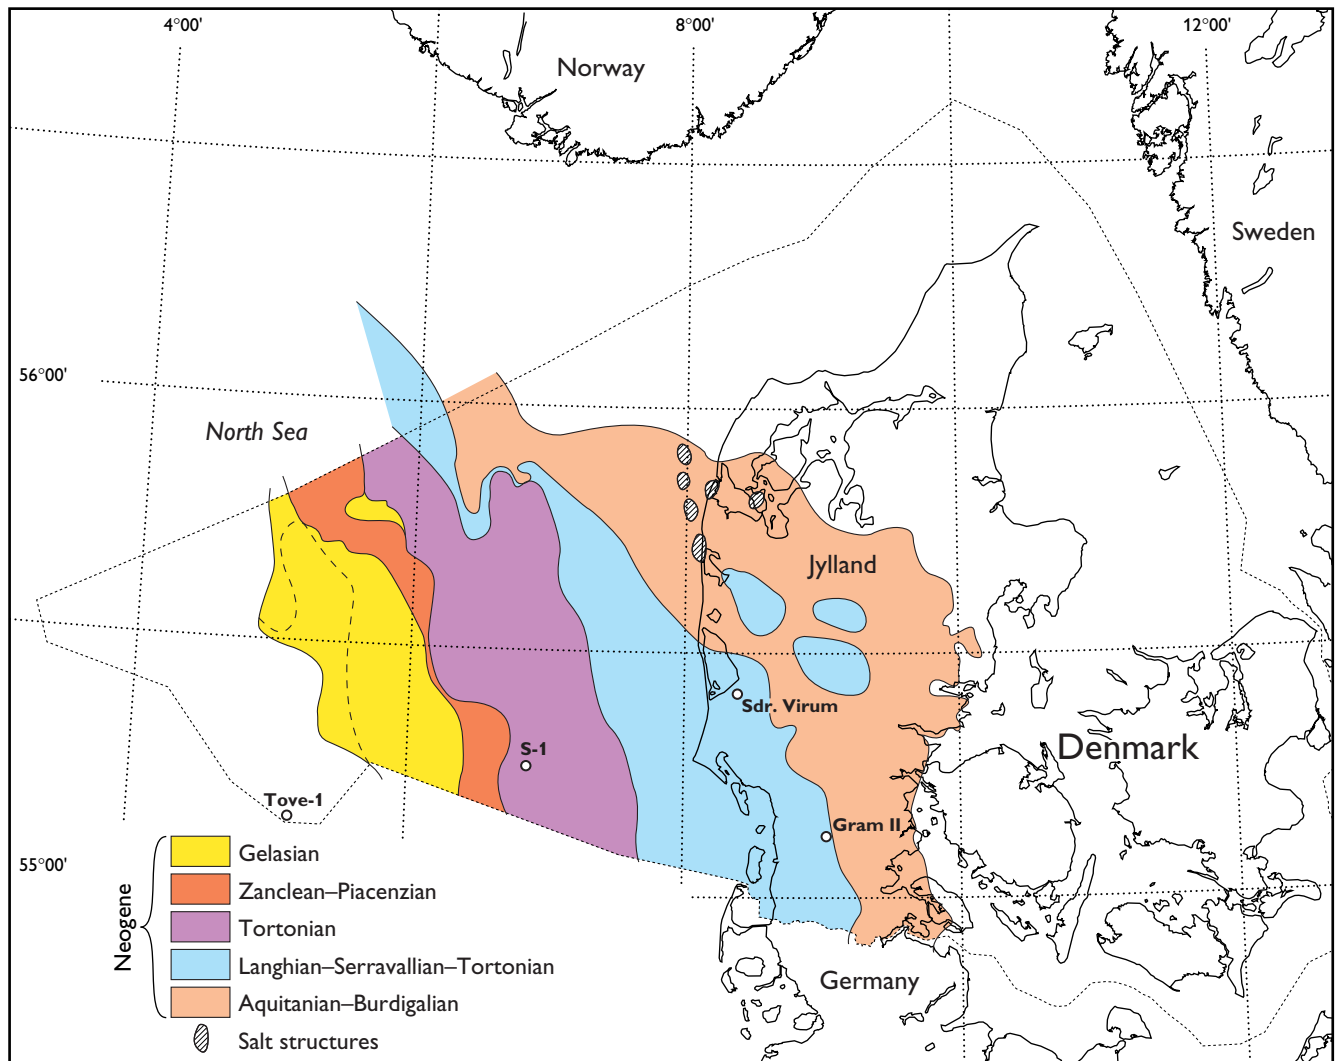 4°00'
8°00'
12°00'
Norway
Sweden
56°00'
North Sea
Jylland
Sdr. Virum
Denmark
S-1
Tove-1
Gram II
55°00'
Neogene
Gelasian
Zanclean–Piacenzian
Tortonian
Langhian–Serravallian–Tortonian
Aquitanian–Burdigalian
Salt structures
Germany